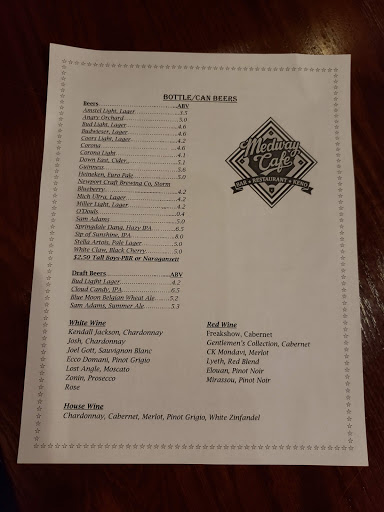 BOTTLE/CAN BEERS
Beers..........ABV
Amstel Light, Lager..........3.5
Angry Orchard..........5.0
Bud Light, Lager..........4.6
Budwieser, Lager..........4.6
Coors Light, Lager..........4.2
Corona..........4.6
Corona Light..........4.1
Down East, Cider..........5.1
Guinness..........5.6
Heineken, Euro Pale..........5.0
Newport Craft Brewing Co, Storm
Blueberry..........4.2
Mich Ultra, Lager..........4.2
Miller Light, Lager..........4.2
O'Douls..........0.4
Sam Adams..........5.0
Springdale Dana, Hazy IPA..........6.5
Sip of Sunshine, IPA..........8.0
Stella Artois, Pale Lager..........5.0
White Claw, Black Cherry..........5.0
$2.50 Tall Boys-PBR or Naragansett
Medway
Cafe
BAR • RESTAURANT • KENO
Draft Beers..........ABV
Bud Light Lager..........4.2
Cloud Candy, IPA..........6.5
Blue Moon Belgian Wheat Ale.....5.2
Sam Adams, Summer Ale.....5.3
White Wine
Kendall Jackson, Chardonnay
Josh, Chardonnay
Joel Gott, Sauvignon Blanc
Ecco Domani, Pinot Grigio
Lost Angle, Moscato
Zanin, Prosecco
Rose
Red Wine
Freakshow, Cabernet
Gentlemen's Collection, Cabernet
CK Mondavi, Merlot
Lyeth, Red Blend
Elouan, Pinot Noir
Mirassou, Pinot Noir
House Wine
Chardonnay, Cabernet, Merlot, Pinot Grigio, White Zinfandel